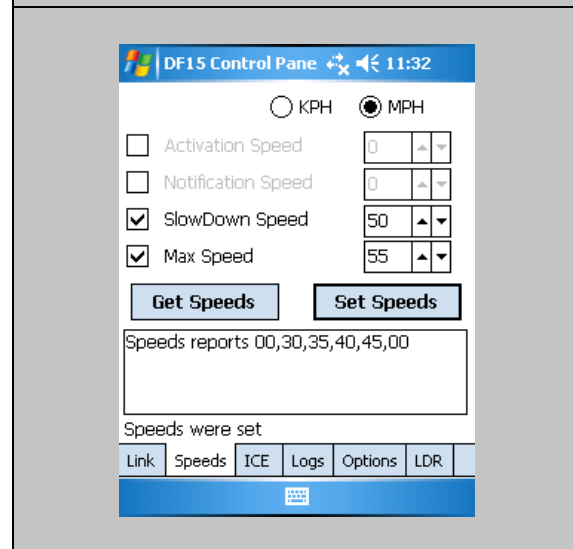 DF15 Control Pane 11:32
KPH MPH
Activation Speed 0
Notification Speed 0
SlowDown Speed 50
Max Speed 55
Get Speeds Set Speeds
Speeds reports 00,30,35,40,45,00
Speeds were set
Link Speeds ICE Logs Options LDR